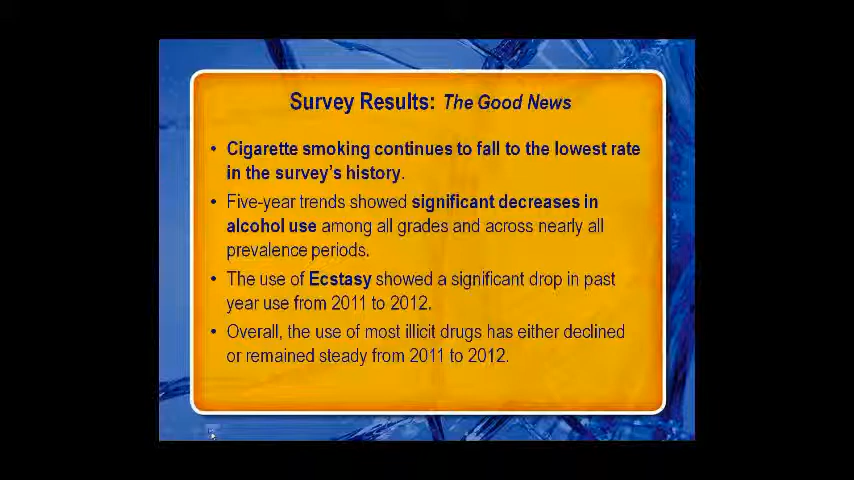 Survey Results: The Good News
• Cigarette smoking continues to fall to the lowest rate
in the survey's history.
• Five-year trends showed significant decreases in
alcohol use among all grades and across nearly all
prevalence periods.
• The use of Ecstasy showed a significant drop in past
year use from 2011 to 2012.
• Overall, the use of most illicit drugs has either declined
or remained steady from 2011 to 2012.